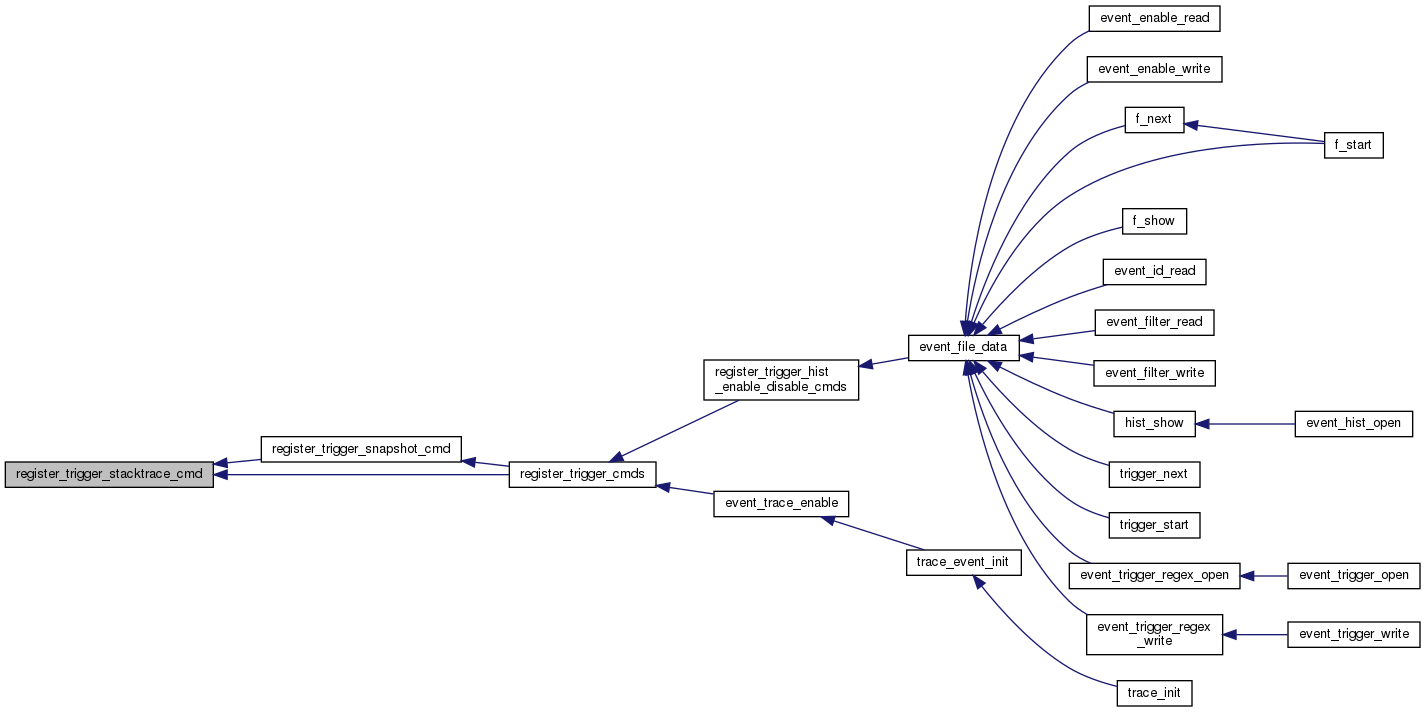 event_enable_read
event_enable_write
f_next
f_start
f_show
event_id_read
event_filter_read
event_file_data
event_filter_write
register_trigger_hist
_enable_disable_cmds
hist_show
event_hist_open
register_trigger_snapshot_cmd
register_trigger_stacktrace_cmd
register_trigger_cmds
trigger_next
event_trace_enable
trigger_start
trace_event_init
event_trigger_regex_open
event_trigger_open
event_trigger_regex
_write
event_trigger_write
trace_init